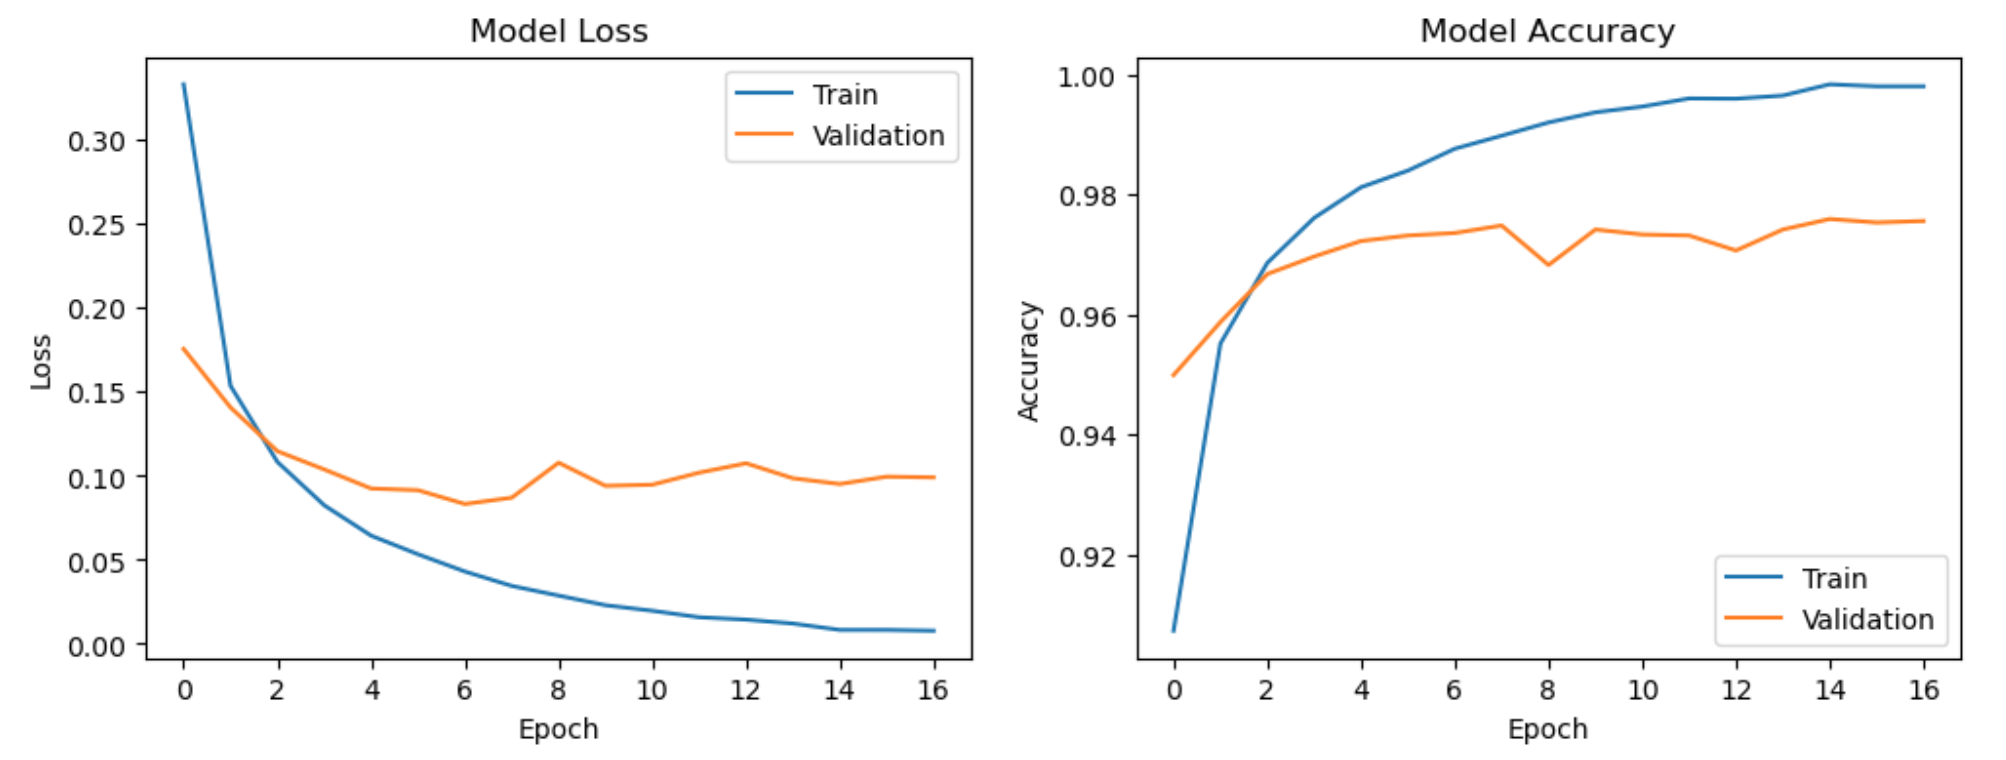 Model Loss
Train
Validation
0.30
0.25
0.20
0.15
0.10
0.05
0.00
Loss
0 2 4 6 8 10 12 14 16
Epoch
Model Accuracy
1.00
0.98
0.96
0.94
0.92
Accuracy
Train
Validation
0 2 4 6 8 10 12 14 16
Epoch